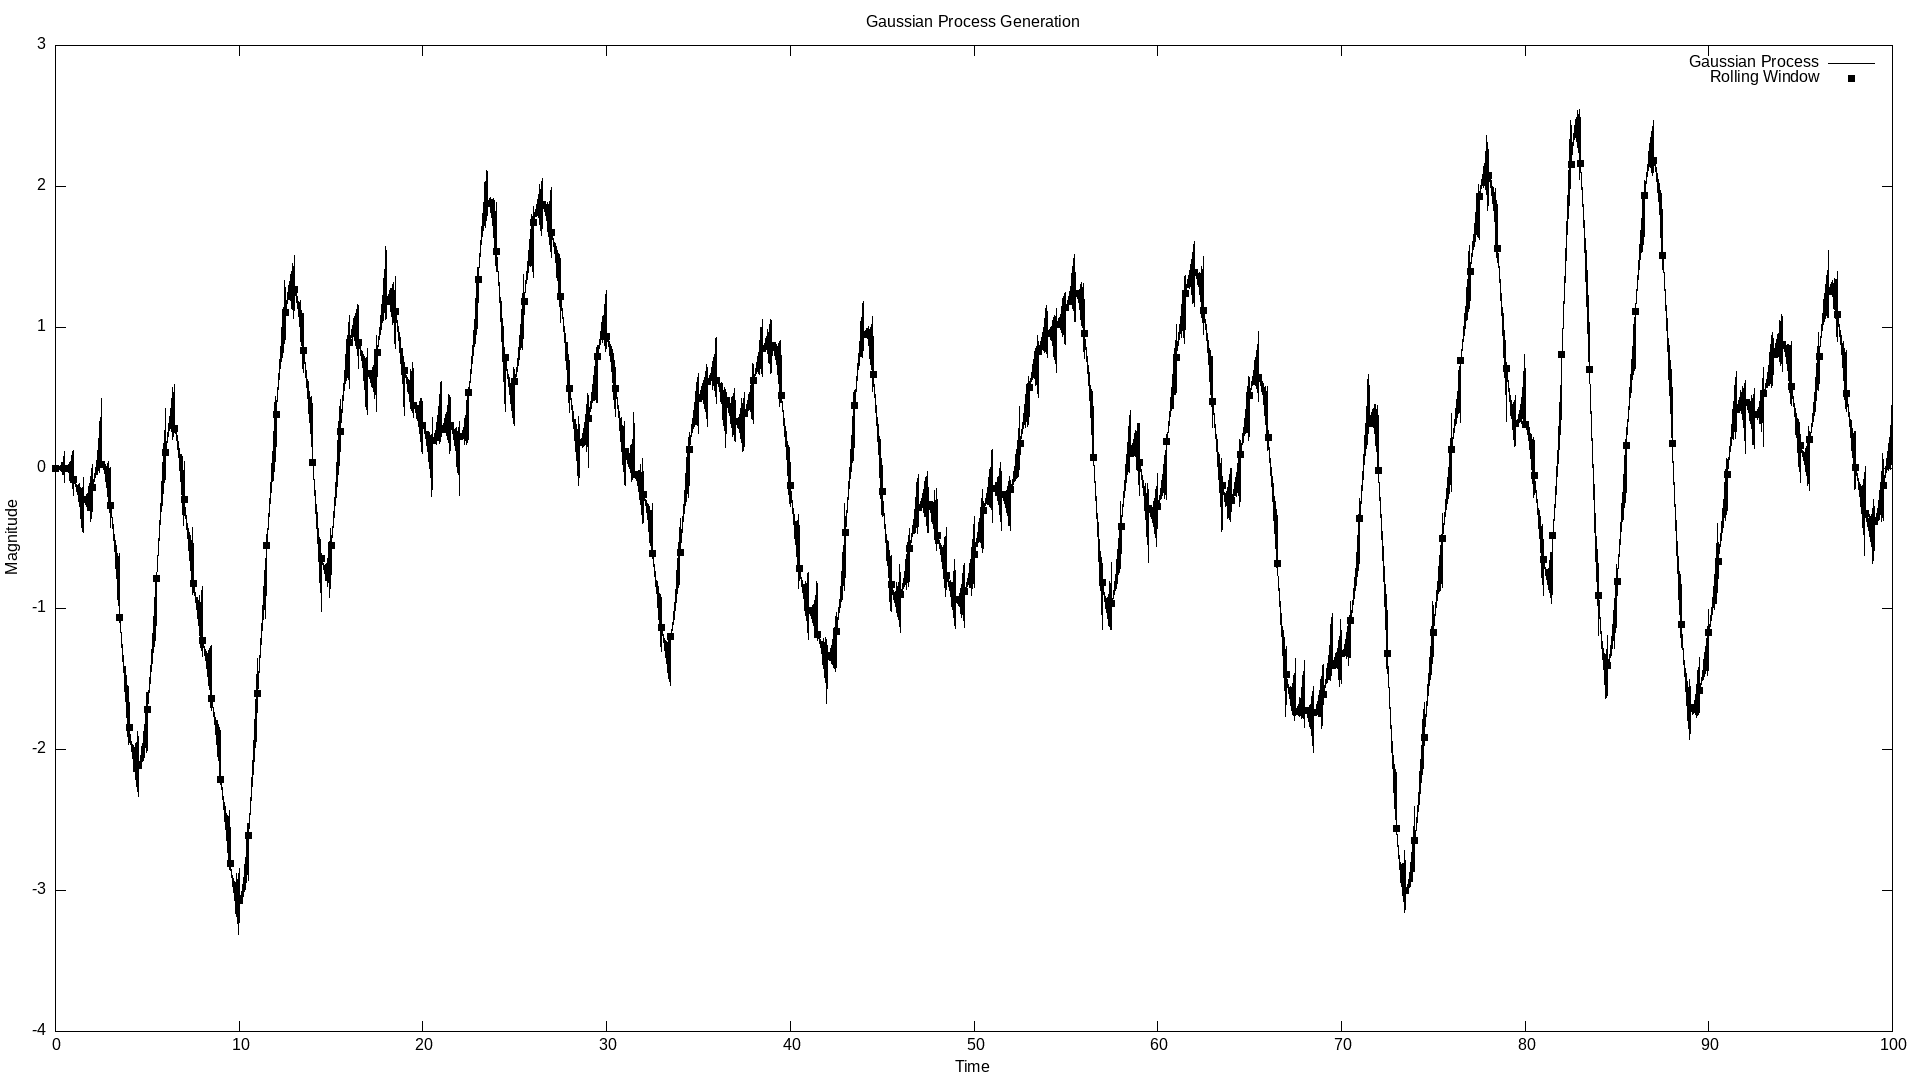 Gaussian Process Generation
Gaussian Process
Rolling Window
3
2
1
0
-1
-2
-3
-4
Magnitude
0 10 20 30 40 50 60 70 80 90 100
Time